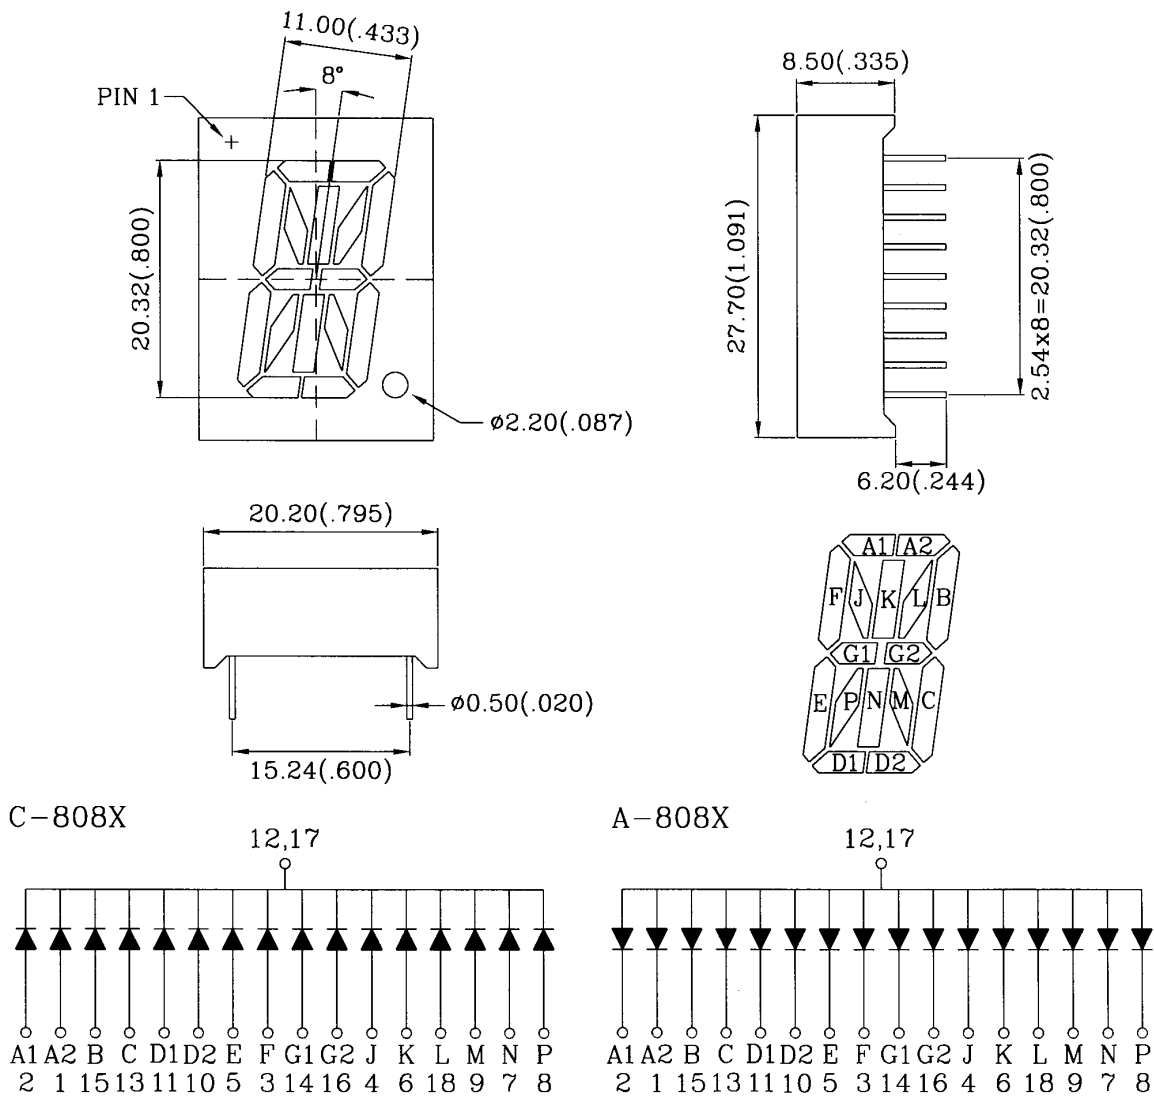 11.00(.433)
8°
PIN 1
20.32(.800)
ø2.20(.087)
8.50(.335)
27.70(1.091)
2.54x8=20.32(.800)
6.20(.244)
20.20(.795)
ø0.50(.020)
15.24(.600)
A1 A2
F J K L B
G1 G2
E P N M C
D1 D2
C-808X
12,17
A1 A2 B C D1 D2 E F G1 G2 J K L M N P
2 1 15 13 11 10 5 3 14 16 4 6 18 9 7 8
A-808X
12,17
A1 A2 B C D1 D2 E F G1 G2 J K L M N P
2 1 15 13 11 10 5 3 14 16 4 6 18 9 7 8